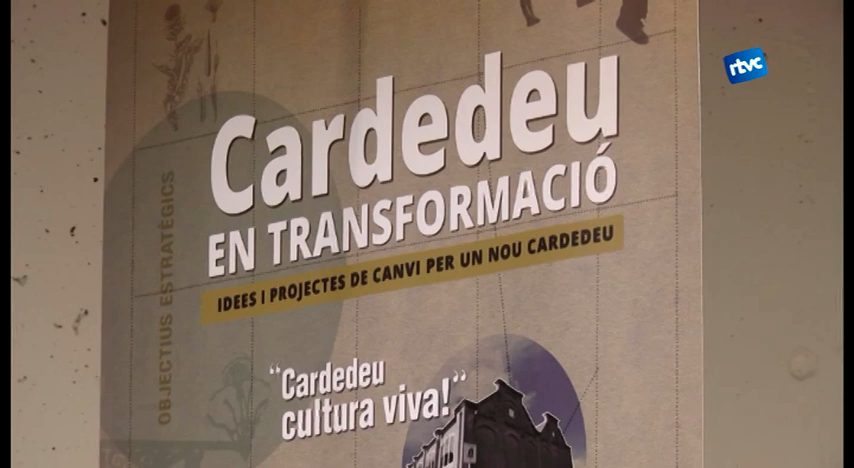 rtvc
Cardedeu
EN TRANSFORMACIÓ
IDEES I PROJECTES DE CANVI PER UN NOU CARDEDEU
OBJECTIUS ESTRATÈGICS
“Cardedeu
cultura viva!“